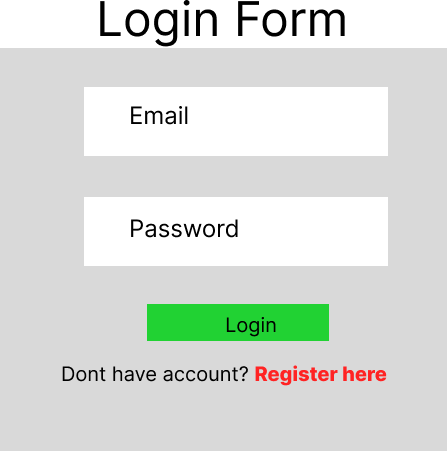 Login Form
Email
Password
Login
Dont have account? Register here